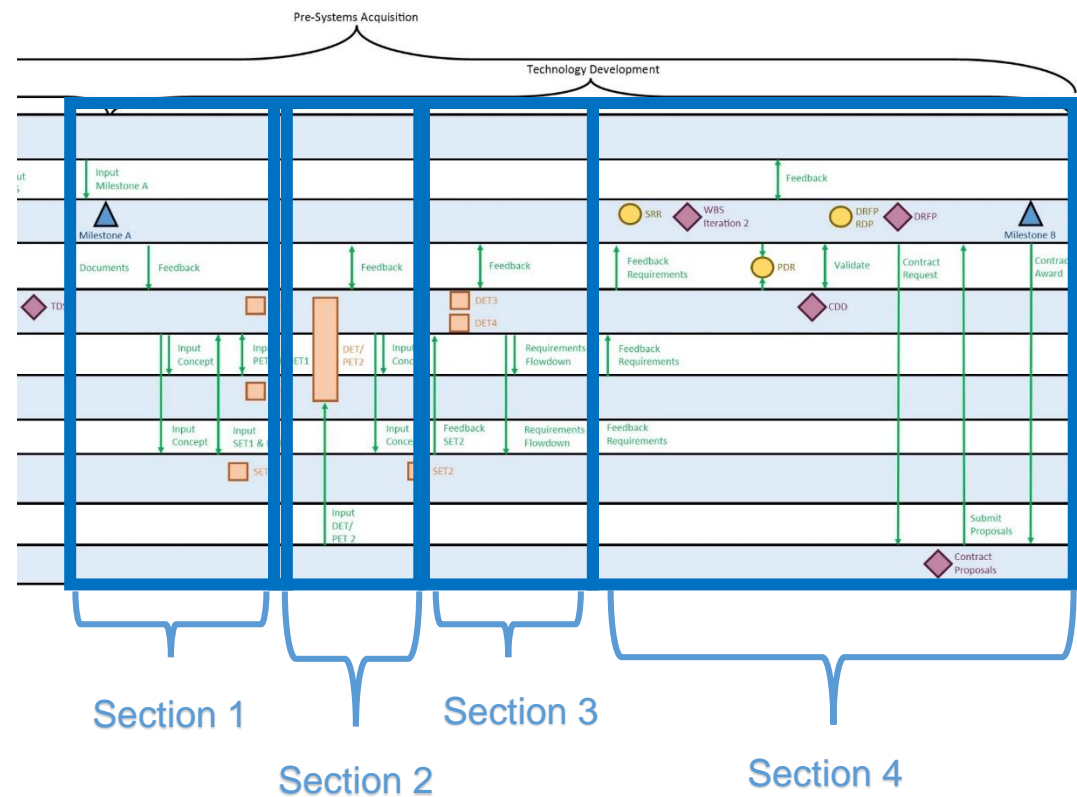 Pre-Systems Acquisition
Technology Development
Input
Milestone A
Feedback
SRR
WBS
Iteration 2
DRFP
RDP
DRFP
Milestone A
Milestone B
Documents
Feedback
Feedback
Feedback
Feedback
Requirements
PDR
Validate
Contract
Request
Award
DET3
DET4
CDD
Input
Concept
DET/
PET2
Input
Requirements
Flowdown
Feedback
Requirements
Input
Concept
Input
SET1 &
Input
Feedback
SET2
Requirements
Flowdown
Feedback
Requirements
SET2
Input
DET/
PET 2
Submit
Proposals
Contract
Proposals
Section 1
Section 3
Section 2
Section 4